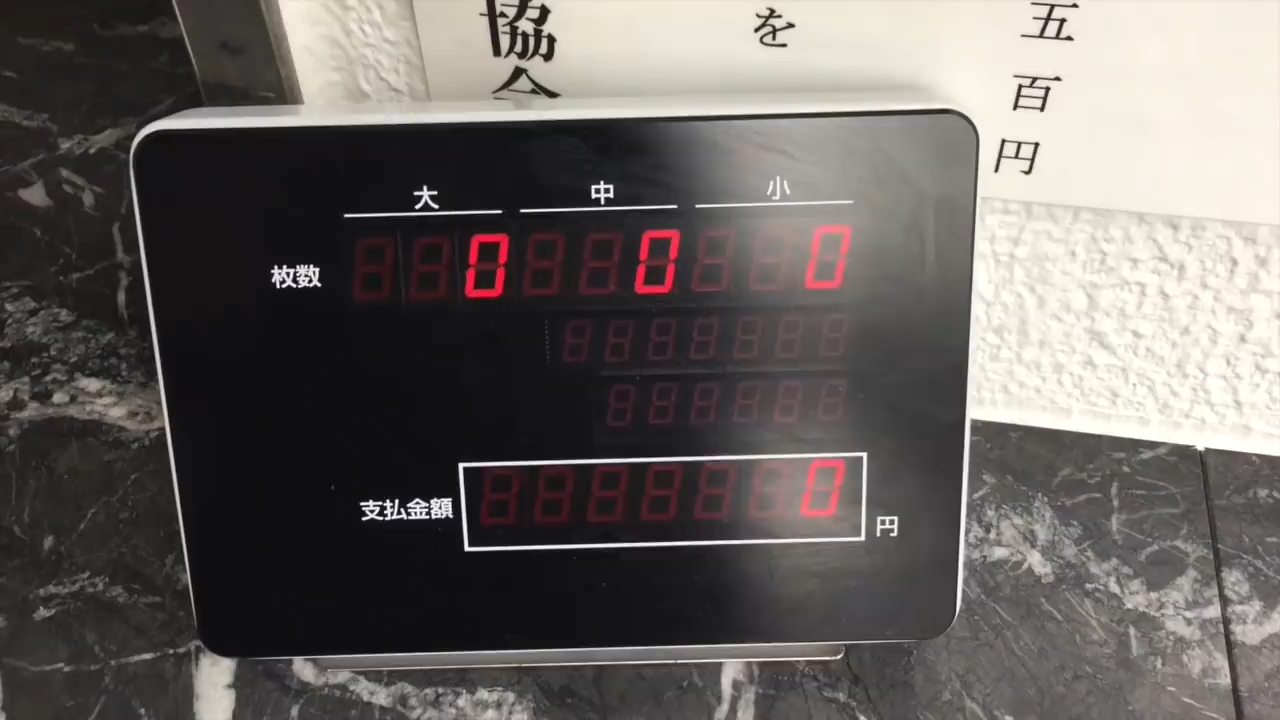 五百円
を
協会
大 中 小
枚数 0 0 0
支払金額 0 円